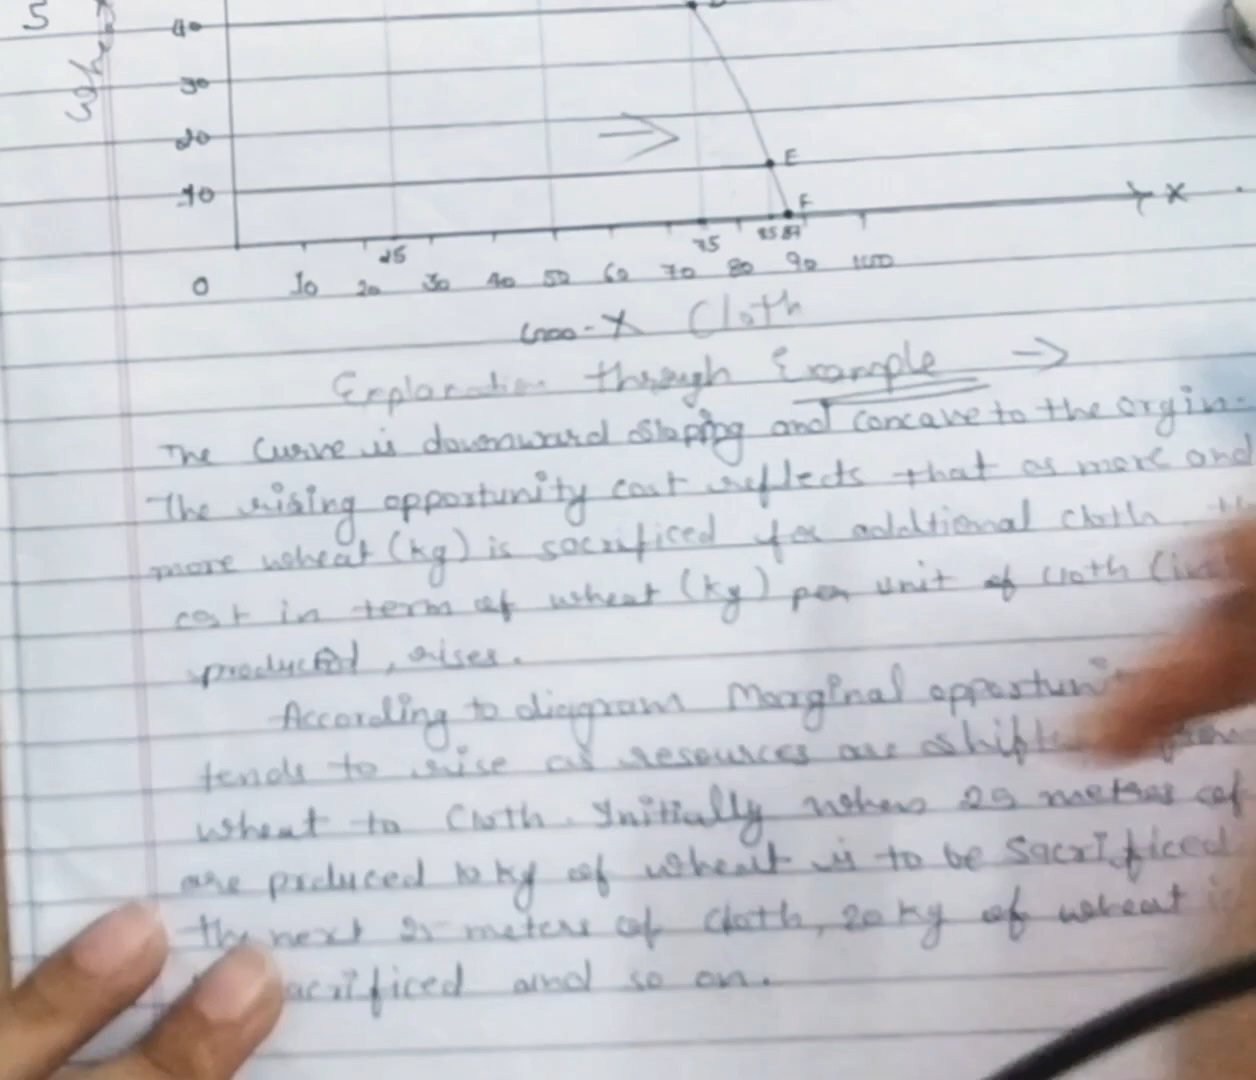 5
40
30
20
10
E
F
X
25
75
85 87
0 10 20 30 40 50 60 70 80 90 100
X Cloth
Explanation through Example →
The Curve is downward sloping and concave to the orgin.
The rising opportunity cost reflects that as more and
more wheat (kg) is sacrificed for additional cloth
cost in term of wheat (kg) per unit of cloth
produced, rises.
According to diagram Marginal
tends to rise as resources are
wheat to Cloth. Initially when 25 meters of
are produced 10 kg of wheat is to be Sacrificed
the next 25 meters of cloth, 20 kg of wheat
and so on.